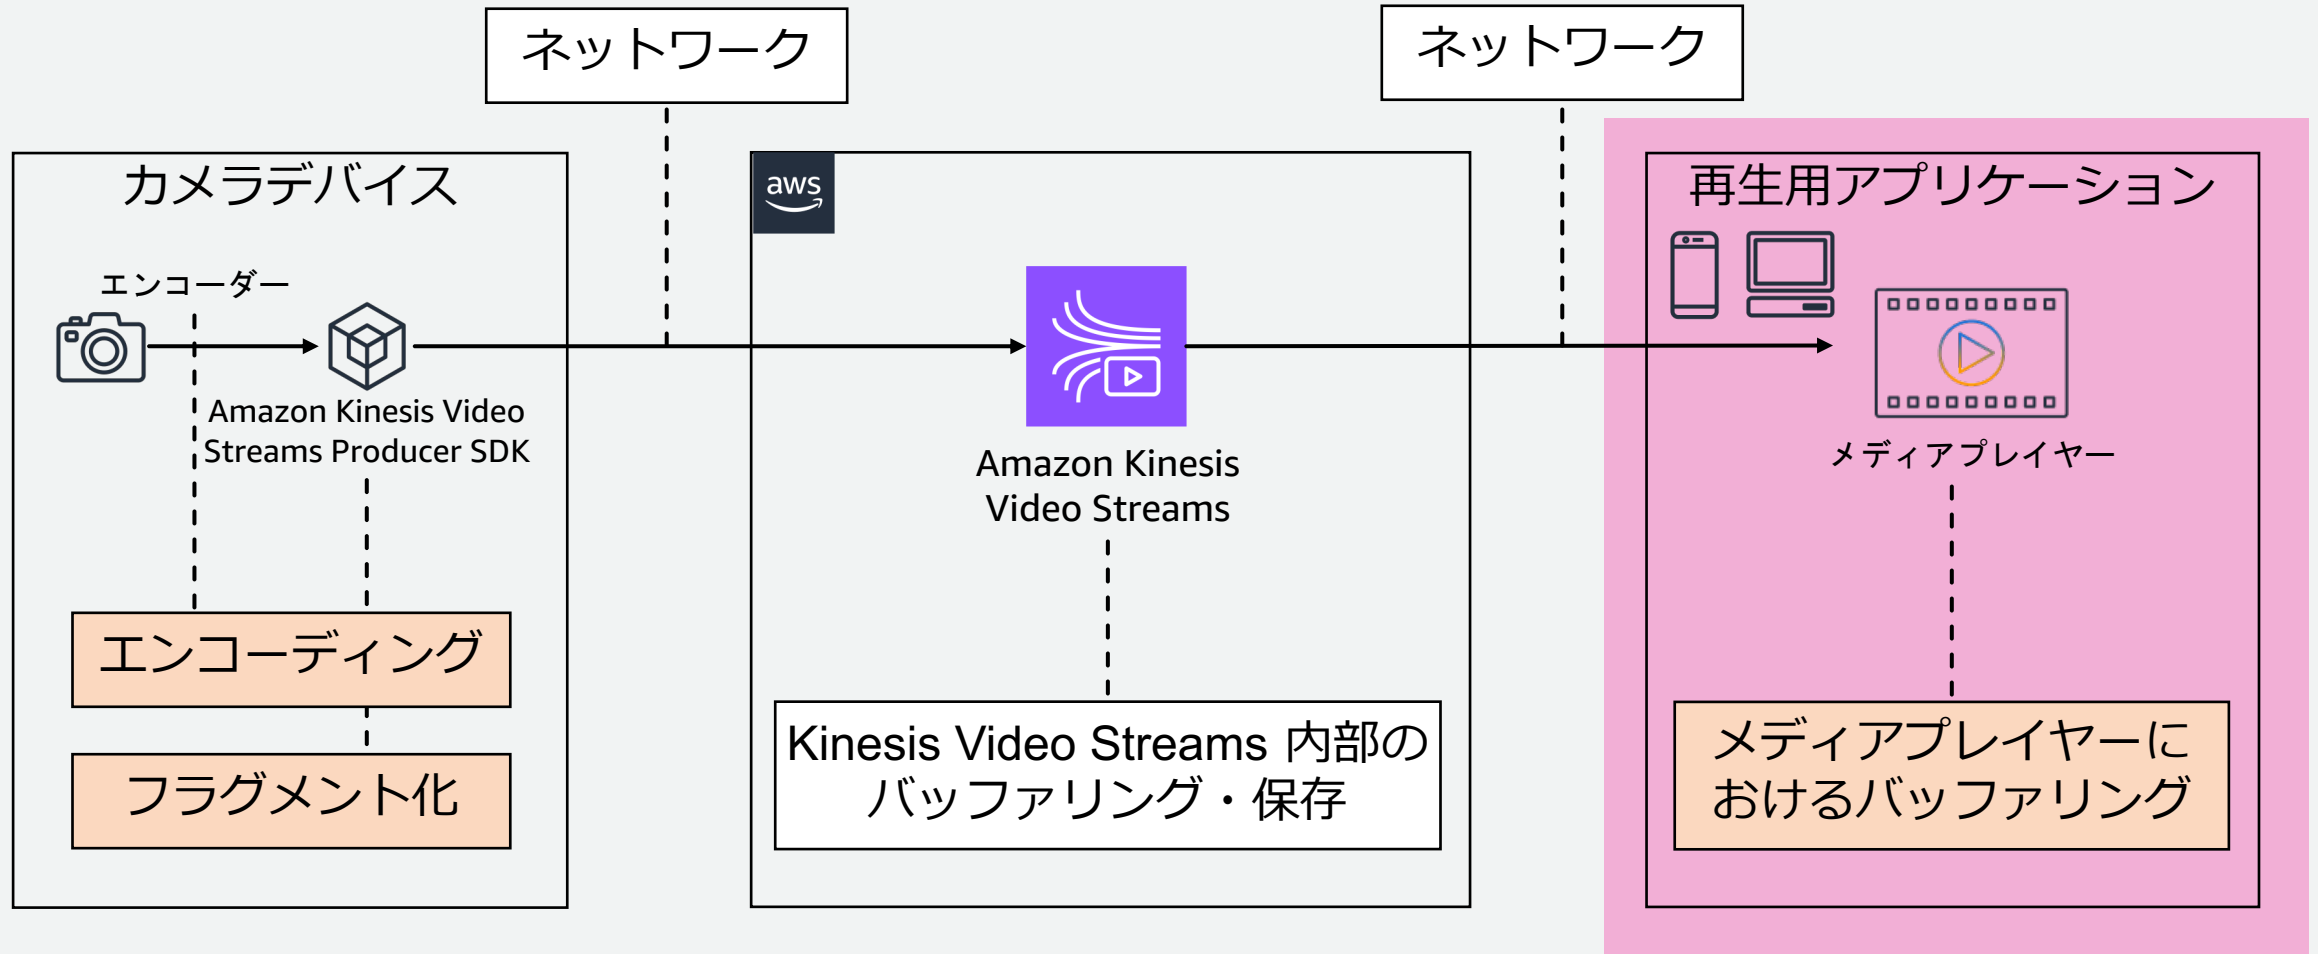 ネットワーク
ネットワーク
カメラデバイス
エンコーダー
Amazon Kinesis Video
Streams Producer SDK
エンコーディング
フラグメント化
aws
Amazon Kinesis
Video Streams
Kinesis Video Streams 内部の
バッファリング・保存
再生用アプリケーション
メディアプレイヤー
メディアプレイヤーに
おけるバッファリング